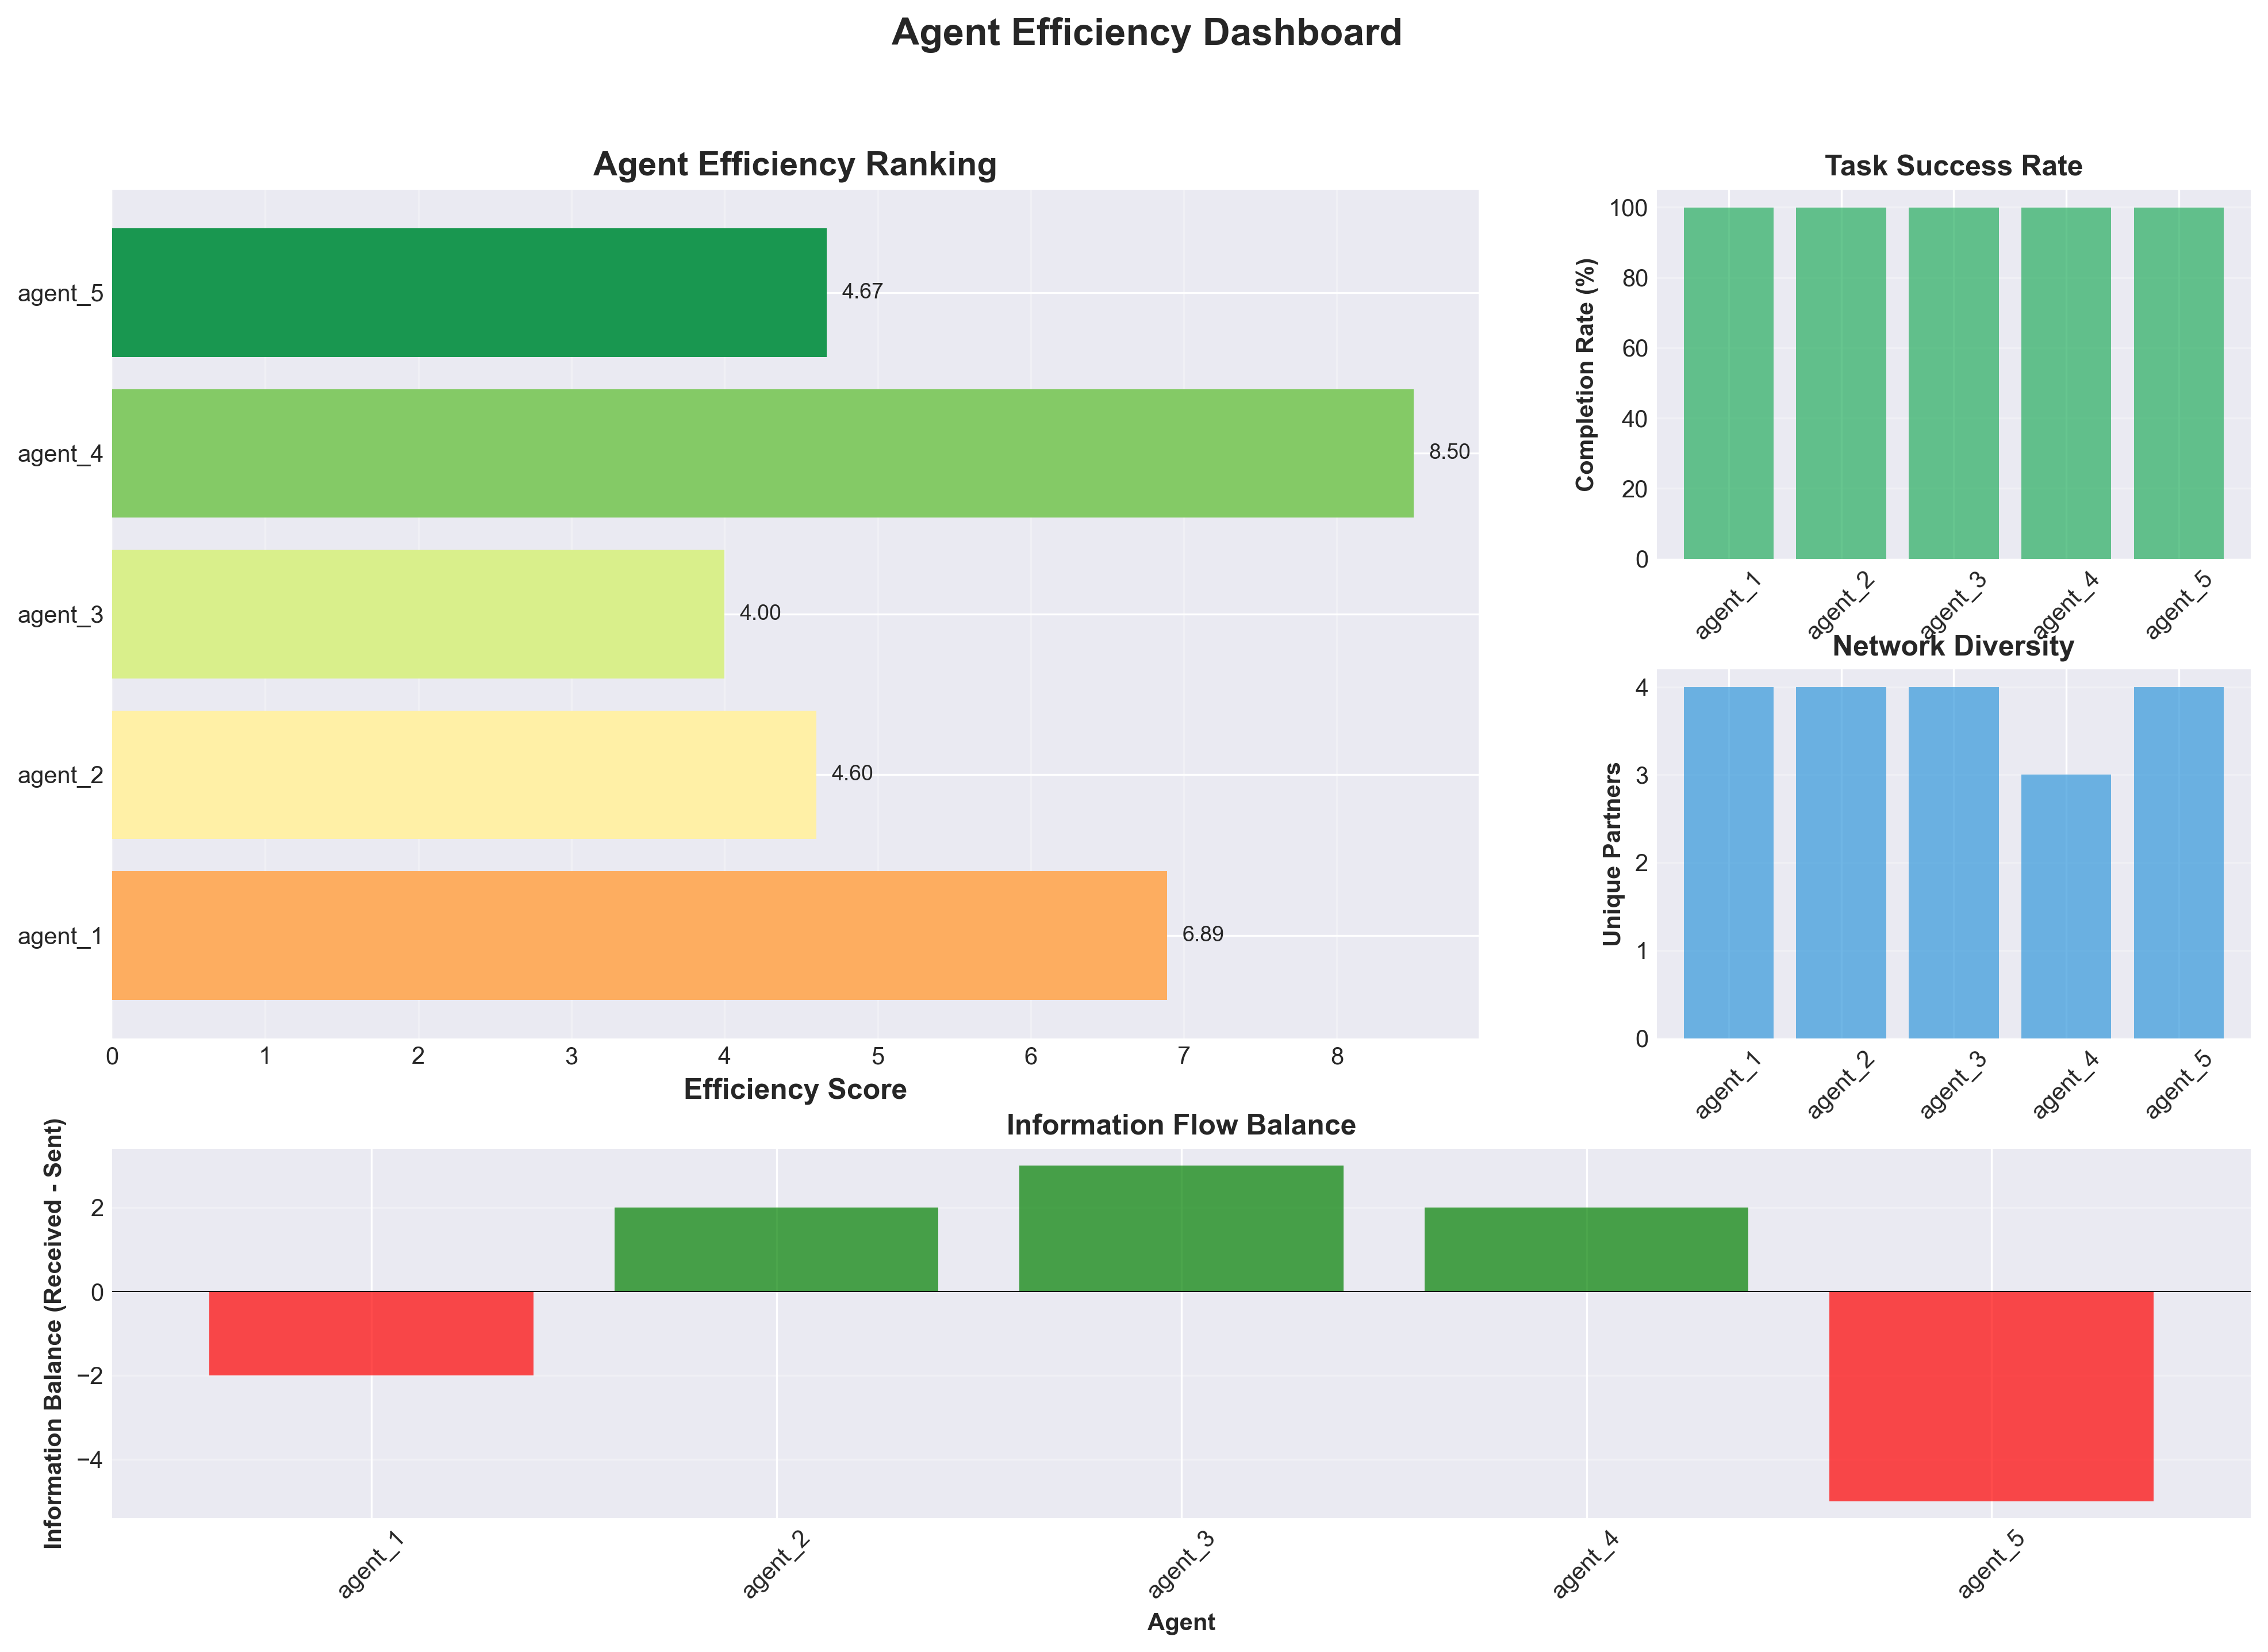 Agent Efficiency Dashboard
Agent Efficiency Ranking
agent_5
4.67
agent_4
8.50
agent_3
4.00
agent_2
4.60
agent_1
6.89
0 1 2 3 4 5 6 7 8
Efficiency Score
Task Success Rate
Completion Rate (%)
100
80
60
40
20
0
agent_1 agent_2 agent_3 agent_4 agent_5
Network Diversity
Unique Partners
4
3
2
1
0
agent_1 agent_2 agent_3 agent_4 agent_5
Information Flow Balance
Information Balance (Received - Sent)
2
0
−2
−4
agent_1 agent_2 agent_3 agent_4 agent_5
Agent